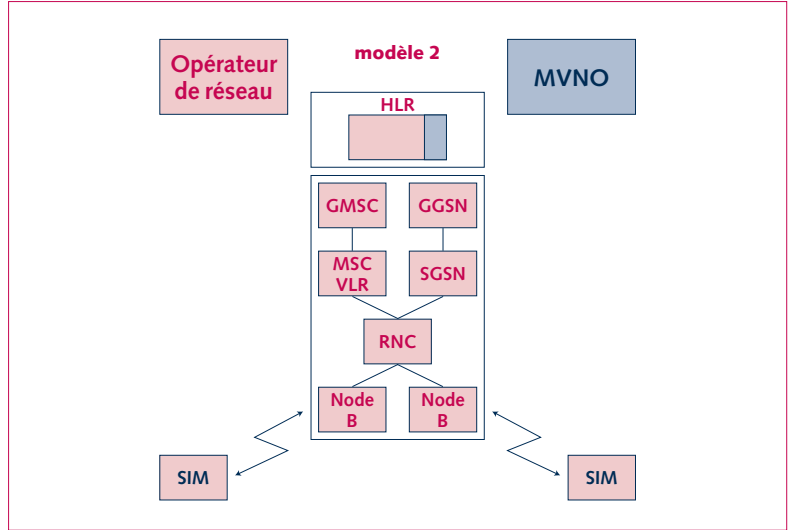 Opérateur
de réseau
modèle 2
MVNO
HLR
GMSC
GGSN
MSC
VLR
SGSN
RNC
Node
B
Node
B
SIM
SIM